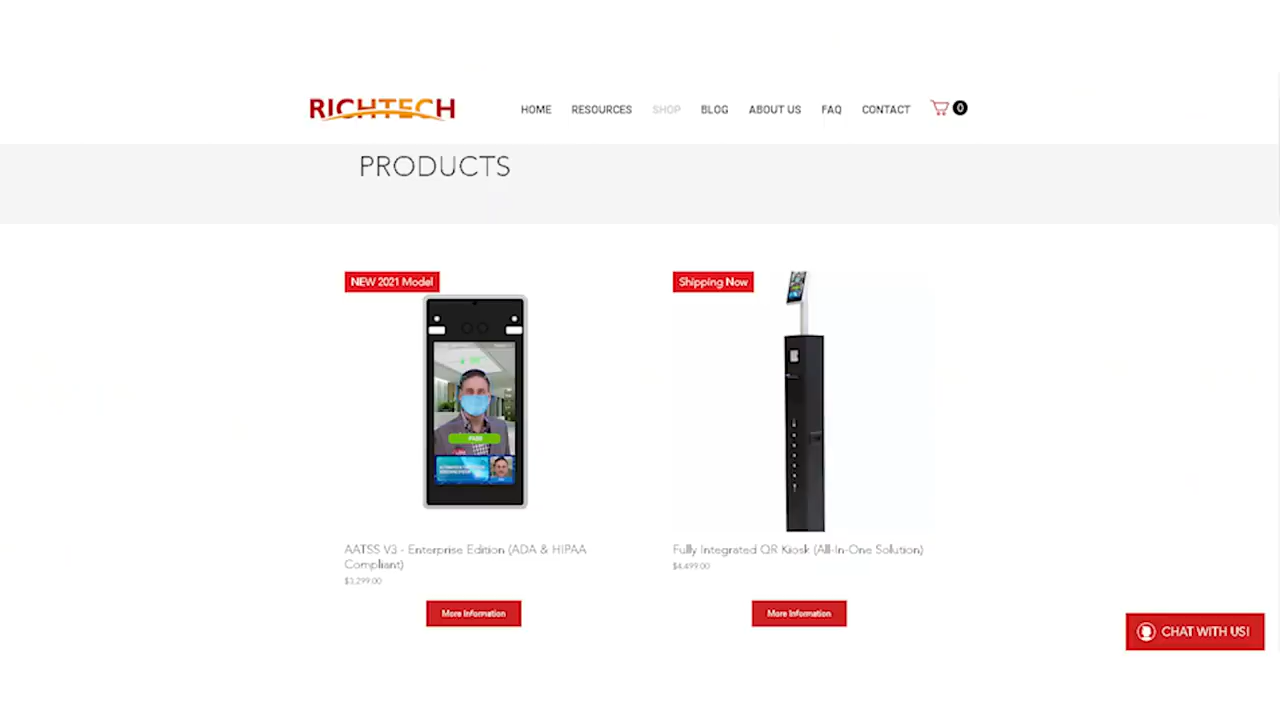 RICHTECH
HOME RESOURCES SHOP BLOG ABOUT US FAQ CONTACT 0
PRODUCTS
NEW 2021 Model
Shipping Now
PASS
AATSS V3 - Enterprise Edition (ADA & HIPAA
Compliant)
$3,299.00
More Information
Fully Integrated QR Kiosk (All-In-One Solution)
$4,499.00
More Information
CHAT WITH US!